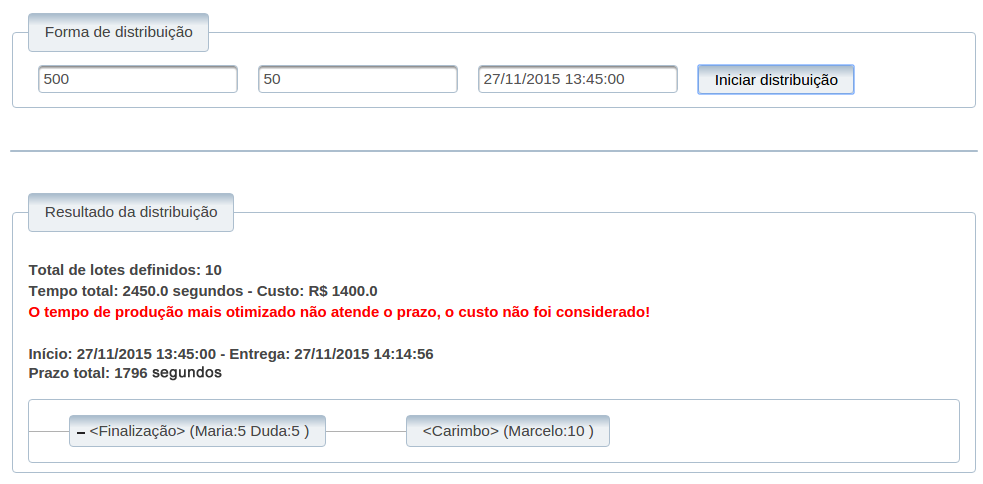 Forma de distribuição
500 50 27/11/2015 13:45:00 Iniciar distribuição
Resultado da distribuição
Total de lotes definidos: 10
Tempo total: 2450.0 segundos - Custo: R$ 1400.0
O tempo de produção mais otimizado não atende o prazo, o custo não foi considerado!
Início: 27/11/2015 13:45:00 - Entrega: 27/11/2015 14:14:56
Prazo total: 1796 segundos
<Finalização> (Maria:5 Duda:5 ) <Carimbo> (Marcelo:10 )